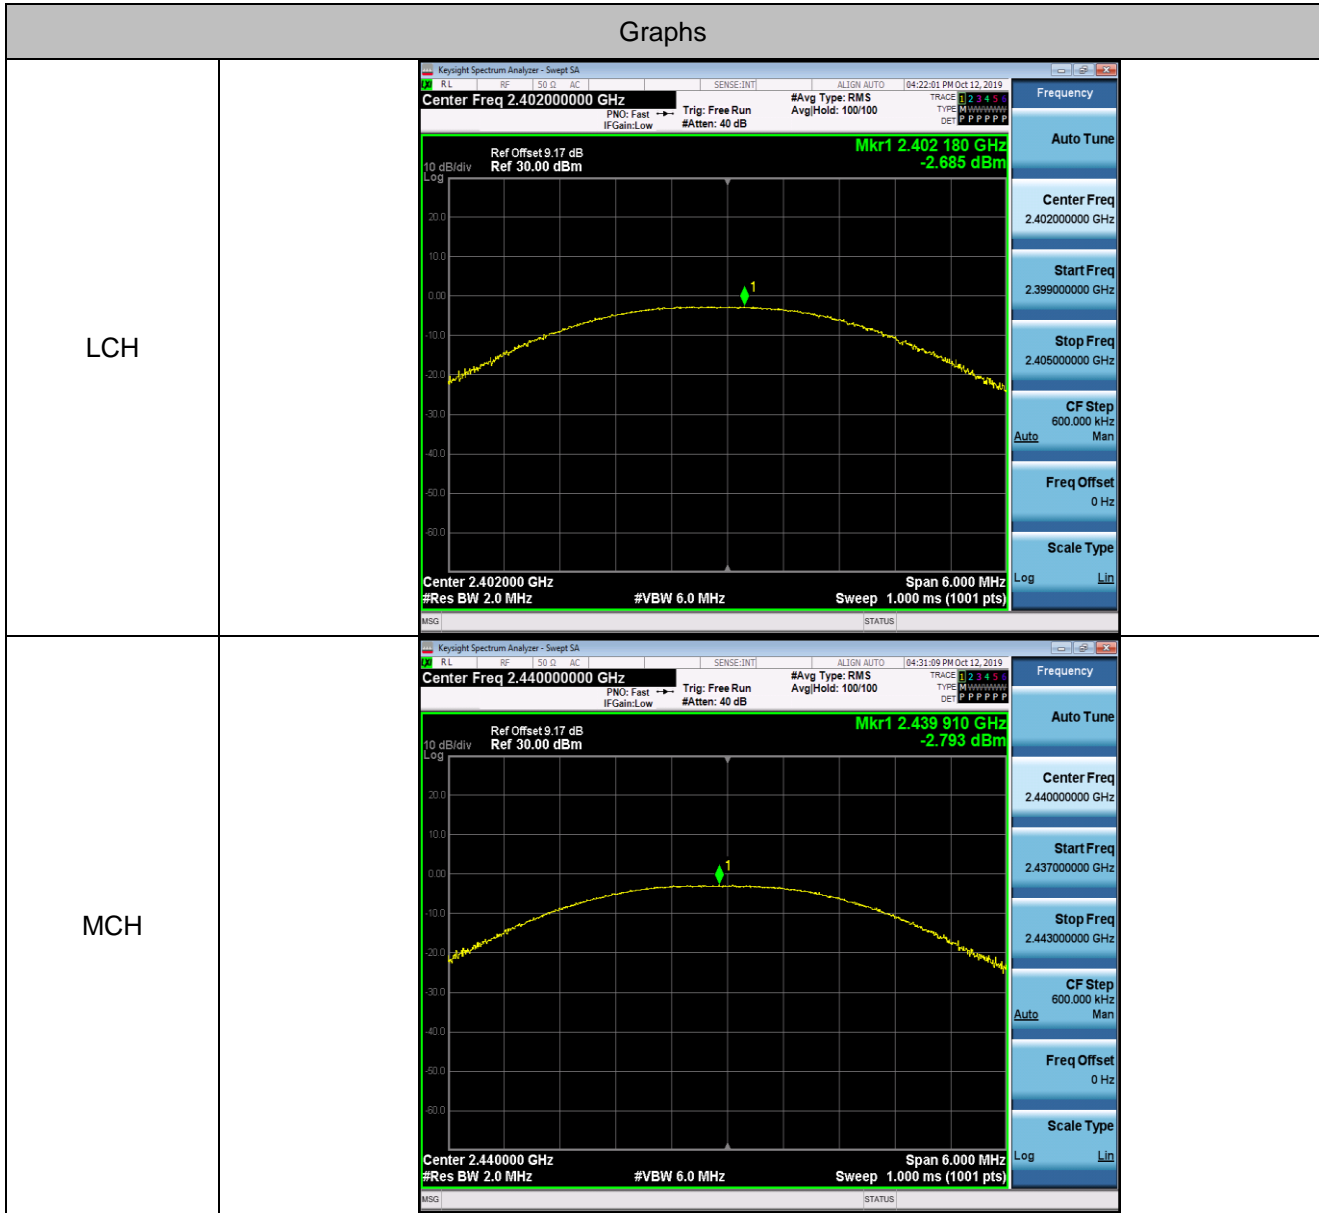 Graphs
LCH
Keysight Spectrum Analyzer - Swept SA
RL RF 50 Ω AC SENSE:INT ALIGN AUTO 04:22:01 PM Oct 12, 2019
Center Freq 2.402000000 GHz
PNO: Fast
IFGain:Low
Trig: Free Run
#Atten: 40 dB
#Avg Type: RMS
Avg|Hold: 100/100
TRACE 1 2 3 4 5 6
TYPE M W W W W W
DET P P P P P P
Mkr1 2.402 180 GHz
-2.685 dBm
Ref Offset 9.17 dB
10 dB/div Ref 30.00 dBm
Log
20.0
10.0
0.00
-10.0
-20.0
-30.0
-40.0
-50.0
-60.0
1
Center 2.402000 GHz Span 6.000 MHz
#Res BW 2.0 MHz #VBW 6.0 MHz Sweep 1.000 ms (1001 pts)
MSG STATUS
Frequency
Auto Tune
Center Freq
2.402000000 GHz
Start Freq
2.399000000 GHz
Stop Freq
2.405000000 GHz
CF Step
600.000 kHz
Auto Man
Freq Offset
0 Hz
Scale Type
Log Lin
MCH
Keysight Spectrum Analyzer - Swept SA
RL RF 50 Ω AC SENSE:INT ALIGN AUTO 04:31:09 PM Oct 12, 2019
Center Freq 2.440000000 GHz
PNO: Fast
IFGain:Low
Trig: Free Run
#Atten: 40 dB
#Avg Type: RMS
Avg|Hold: 100/100
TRACE 1 2 3 4 5 6
TYPE M W W W W W
DET P P P P P P
Mkr1 2.439 910 GHz
-2.793 dBm
Ref Offset 9.17 dB
10 dB/div Ref 30.00 dBm
Log
20.0
10.0
0.00
-10.0
-20.0
-30.0
-40.0
-50.0
-60.0
1
Center 2.440000 GHz Span 6.000 MHz
#Res BW 2.0 MHz #VBW 6.0 MHz Sweep 1.000 ms (1001 pts)
MSG STATUS
Frequency
Auto Tune
Center Freq
2.440000000 GHz
Start Freq
2.437000000 GHz
Stop Freq
2.443000000 GHz
CF Step
600.000 kHz
Auto Man
Freq Offset
0 Hz
Scale Type
Log Lin